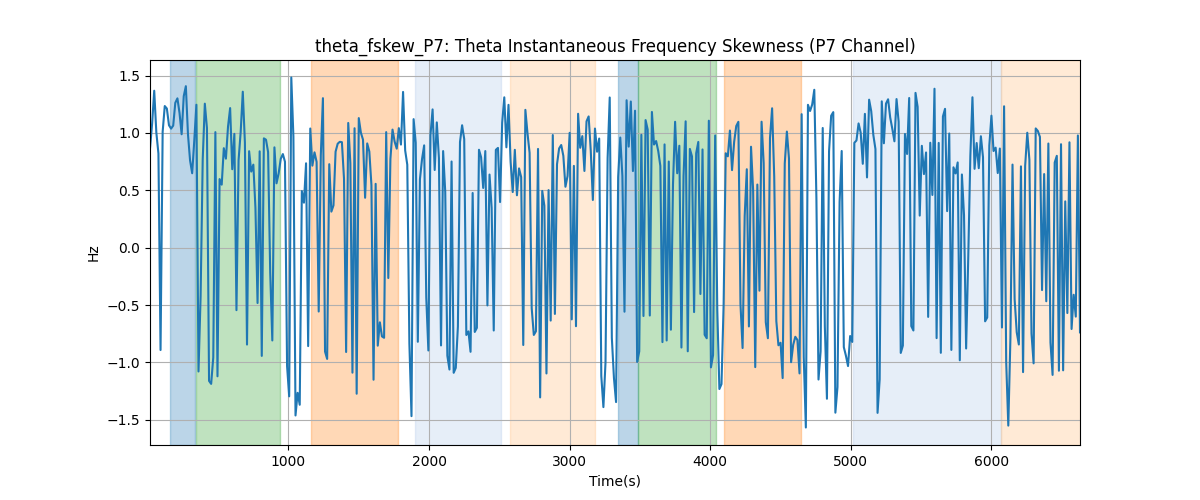 theta_fskew_P7: Theta Instantaneous Frequency Skewness (P7 Channel)
1.5
1.0
0.5
0.0
−0.5
−1.0
−1.5
Hz
1000 2000 3000 4000 5000 6000
Time(s)